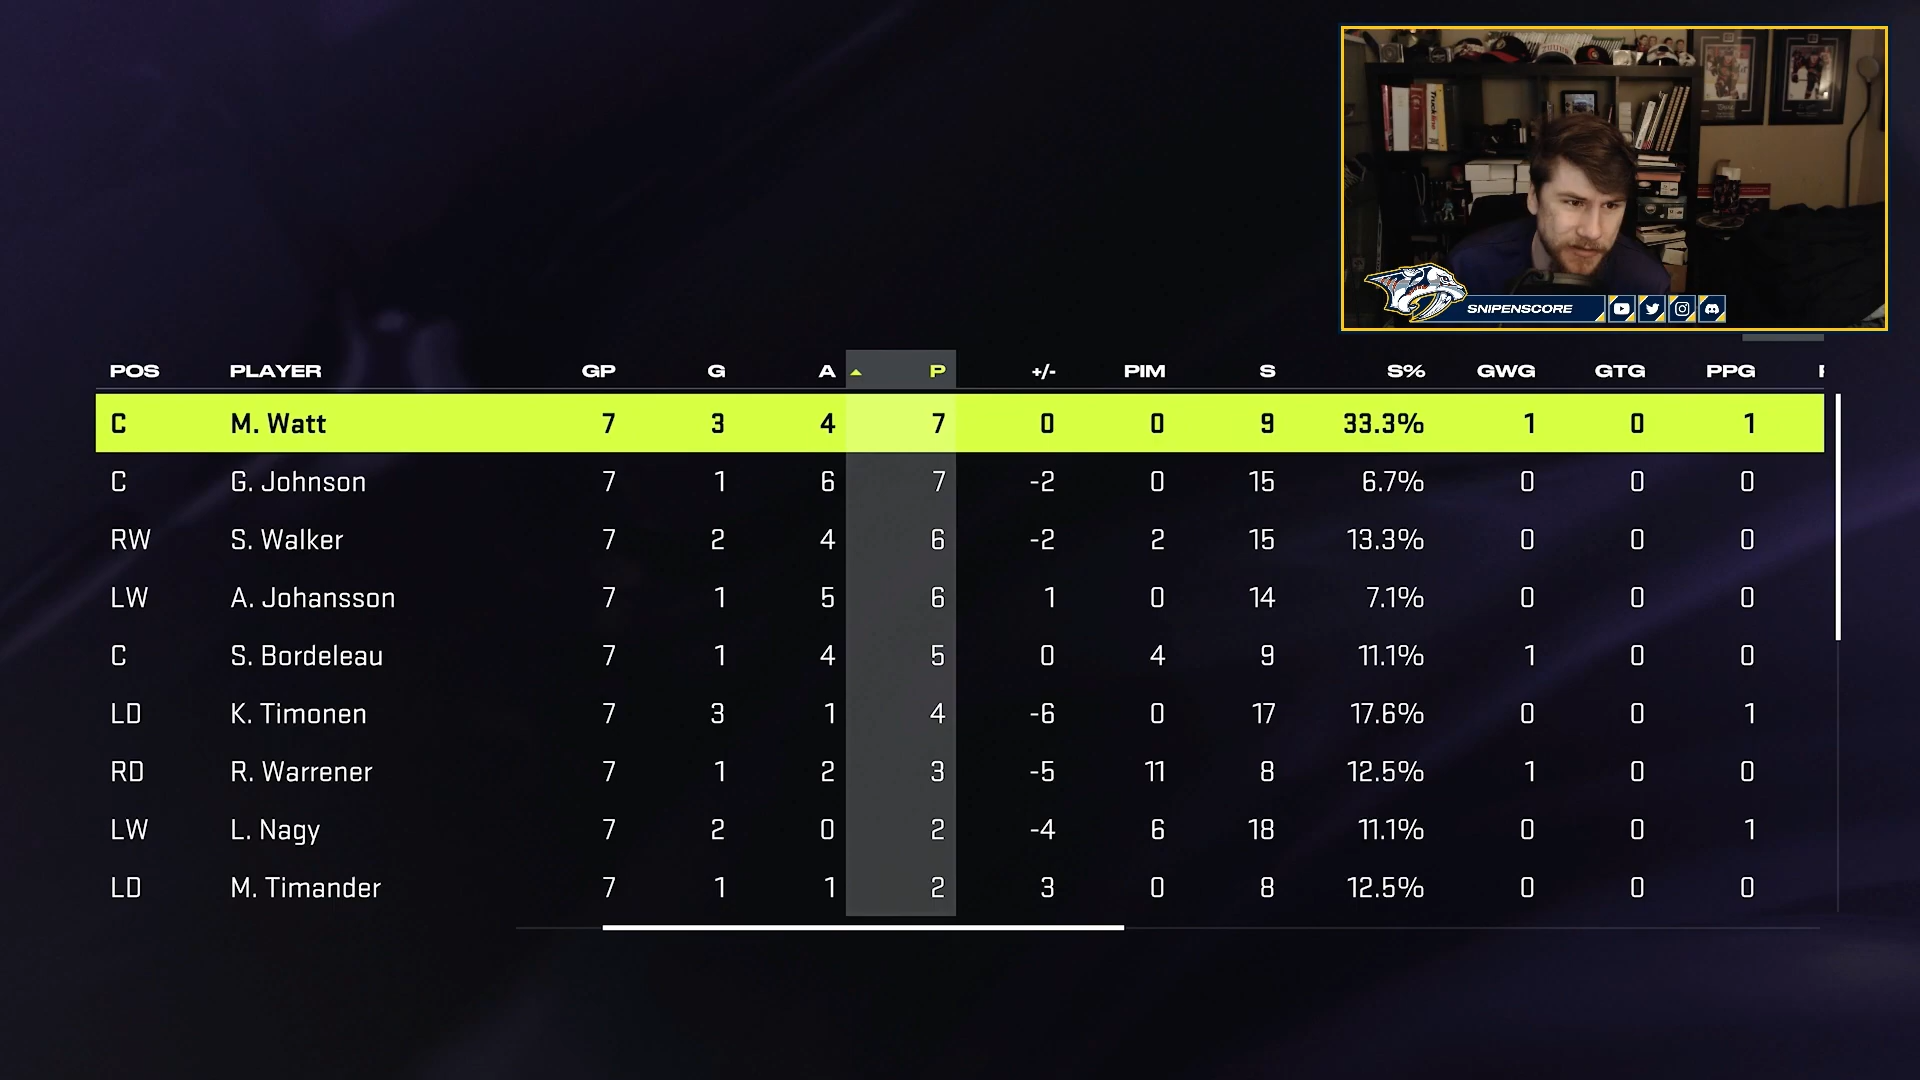 Truckline
SNIPENSCORE
POS PLAYER GP G A P +/- PIM S S% GWG GTG PPG
C M. Watt 7 3 4 7 0 0 9 33.3% 1 0 1
C G. Johnson 7 1 6 7 -2 0 15 6.7% 0 0 0
RW S. Walker 7 2 4 6 -2 2 15 13.3% 0 0 0
LW A. Johansson 7 1 5 6 1 0 14 7.1% 0 0 0
C S. Bordeleau 7 1 4 5 0 4 9 11.1% 1 0 0
LD K. Timonen 7 3 1 4 -6 0 17 17.6% 0 0 1
RD R. Warrener 7 1 2 3 -5 11 8 12.5% 1 0 0
LW L. Nagy 7 2 0 2 -4 6 18 11.1% 0 0 1
LD M. Timander 7 1 1 2 3 0 8 12.5% 0 0 0